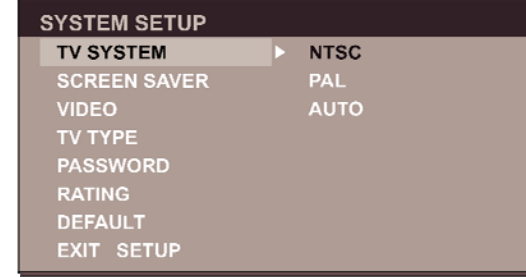 SYSTEM SETUP
TV SYSTEM NTSC
SCREEN SAVER PAL
VIDEO AUTO
TV TYPE
PASSWORD
RATING
DEFAULT
EXIT SETUP